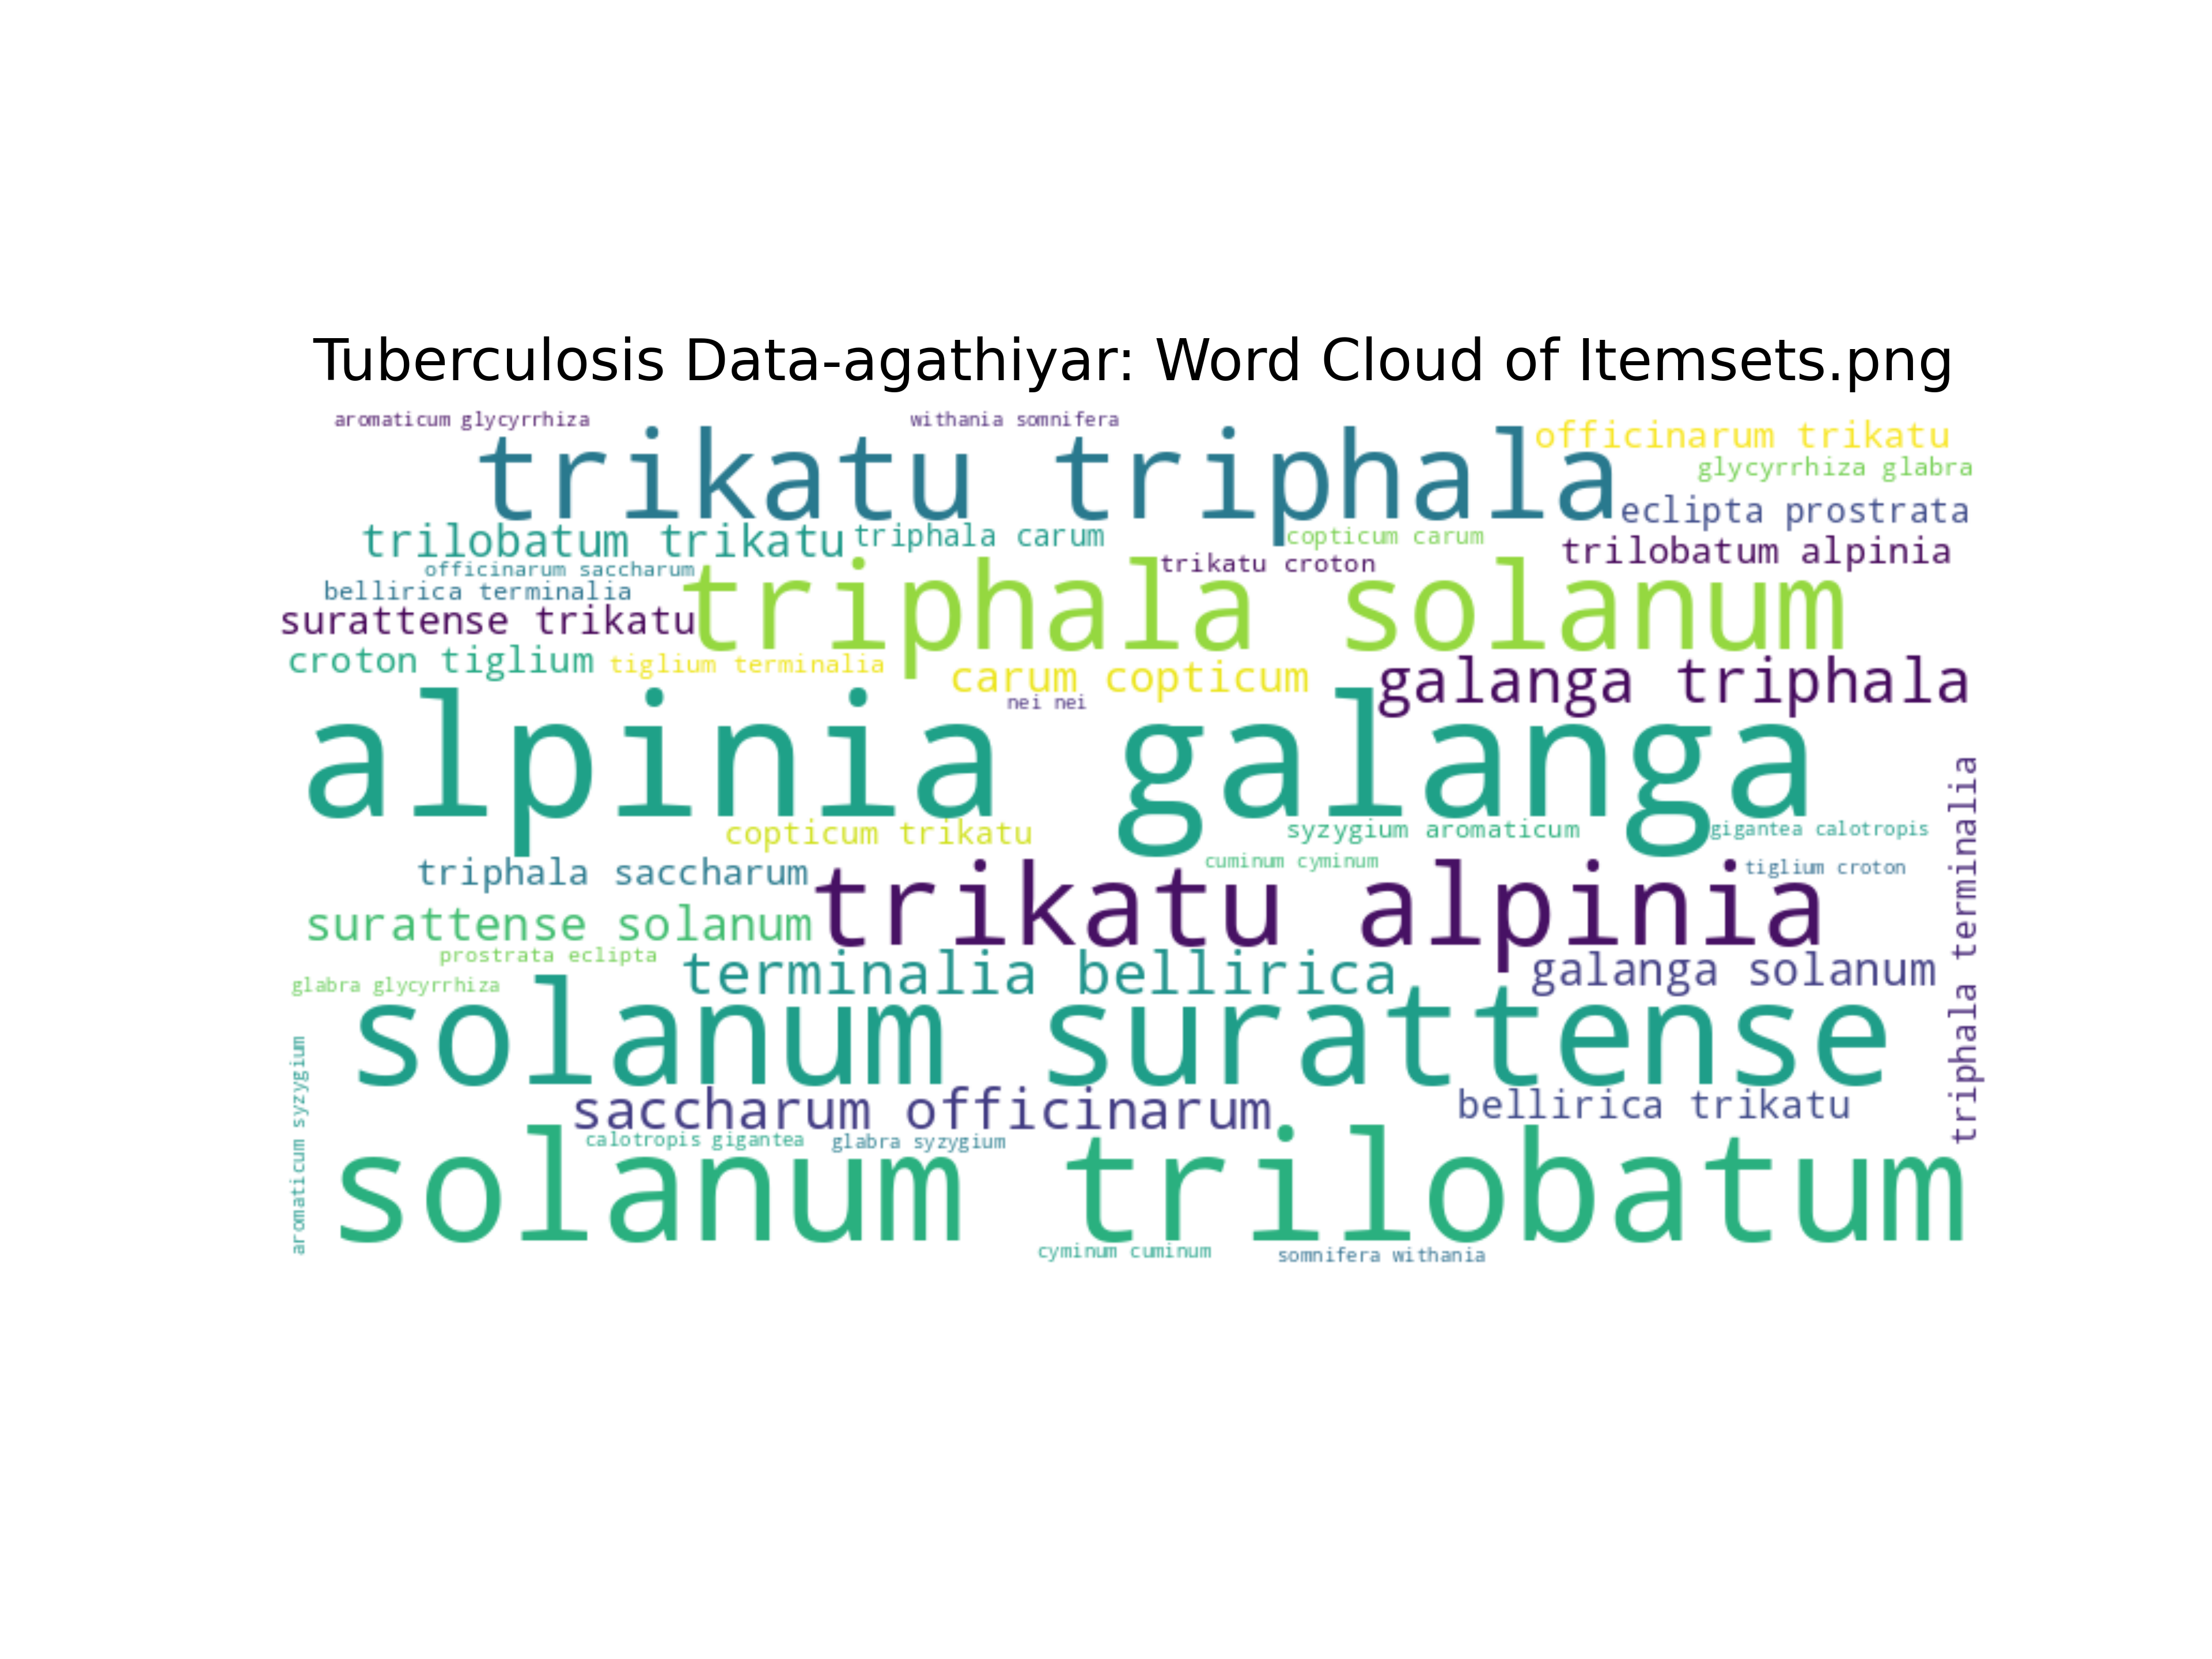 Tuberculosis Data-agathiyar: Word Cloud of Itemsets.png
aromaticum glycyrrhiza
withania somnifera
trikatu triphala
officinarum trikatu
glycyrrhiza glabra
eclipta prostrata
trilobatum trikatu
triphala carum
copticum carum
trilobatum alpinia
officinarum saccharum
trikatu croton
bellirica terminalia
triphala solanum
surattense trikatu
croton tiglium
tiglium terminalia
carum copticum
galanga triphala
nei nei
alpinia galanga
copticum trikatu
syzygium aromaticum
gigantea calotropis
cuminum cyminum
triphala saccharum
tiglium croton
trikatu alpinia
surattense solanum
prostrata eclipta
terminalia bellirica
galanga solanum
triphala terminalia
glabra glycyrrhiza
solanum surattense
saccharum officinarum
bellirica trikatu
calotropis gigantea
glabra syzygium
aromaticum syzygium
solanum trilobatum
cyminum cuminum
somnifera withania